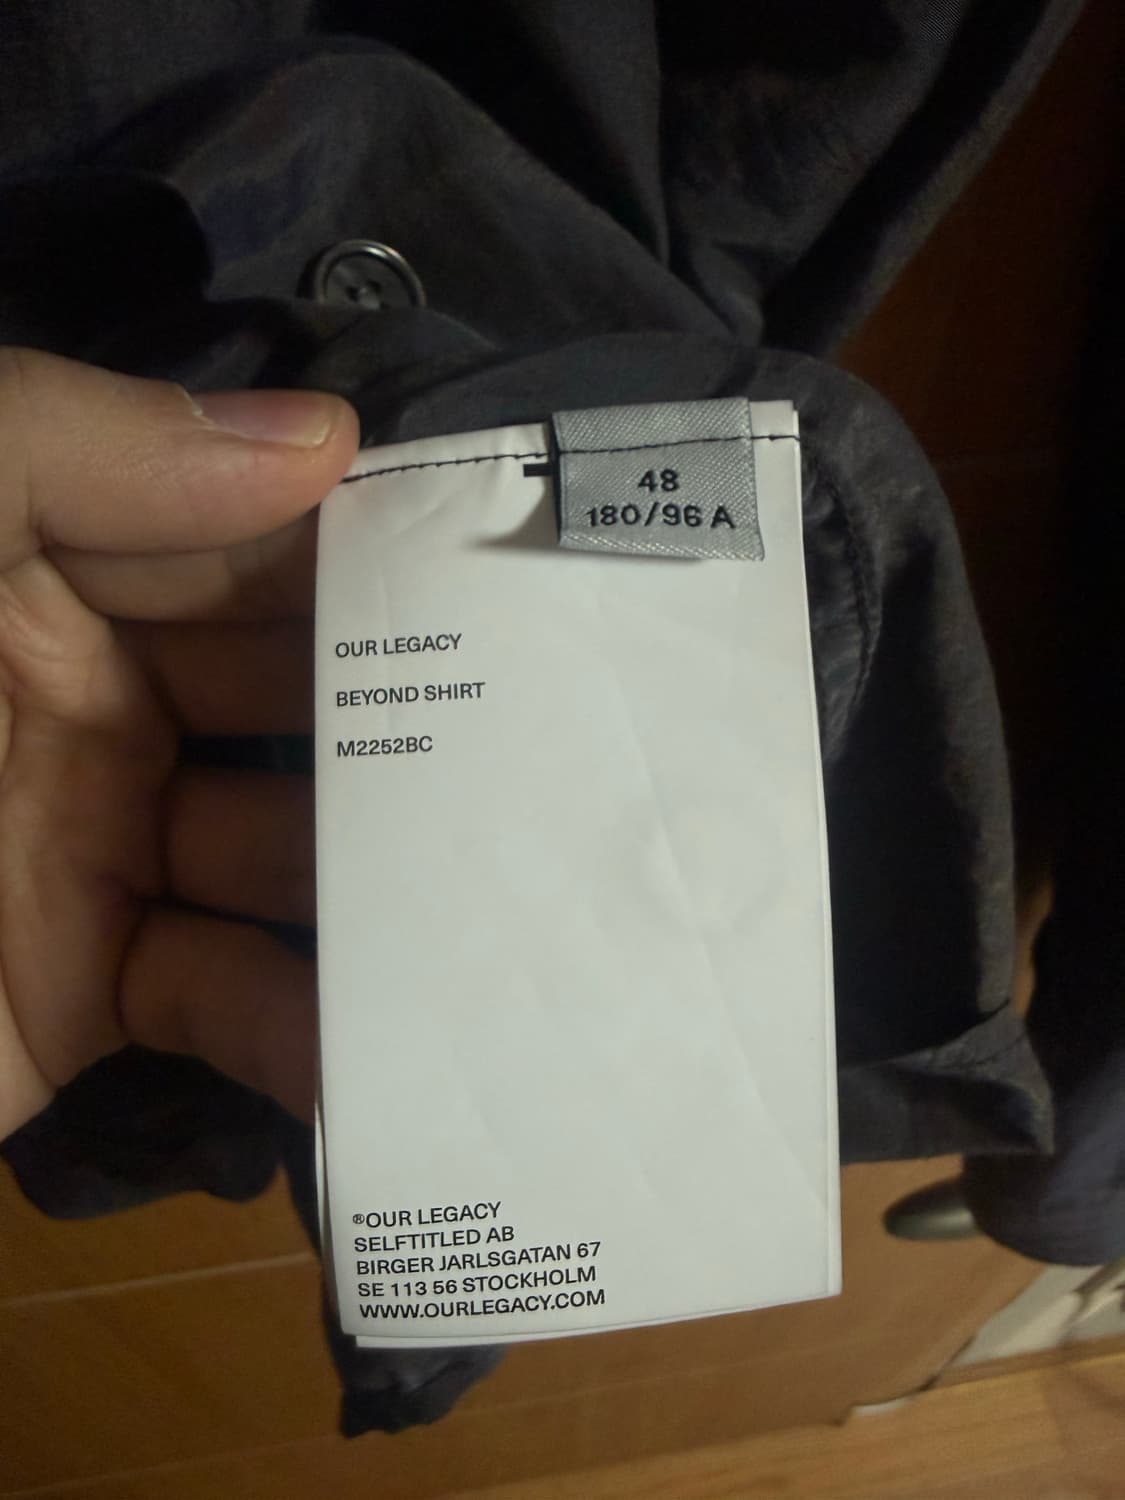 48
180/96 A
OUR LEGACY
BEYOND SHIRT
M2252BC
®OUR LEGACY
SELFTITLED AB
BIRGER JARLSGATAN 67
SE 113 56 STOCKHOLM
WWW.OURLEGACY.COM